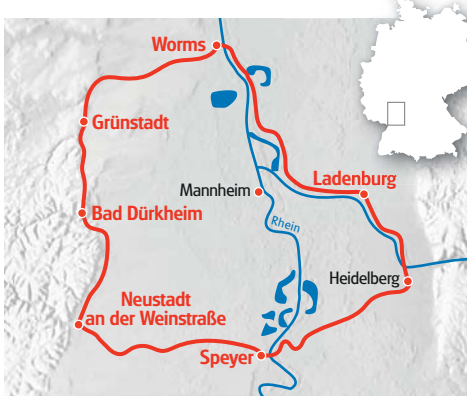 Worms
Grünstadt
Mannheim
Ladenburg
Bad Dürkheim
Rhein
Heidelberg
Neustadt
an der Weinstraße
Speyer